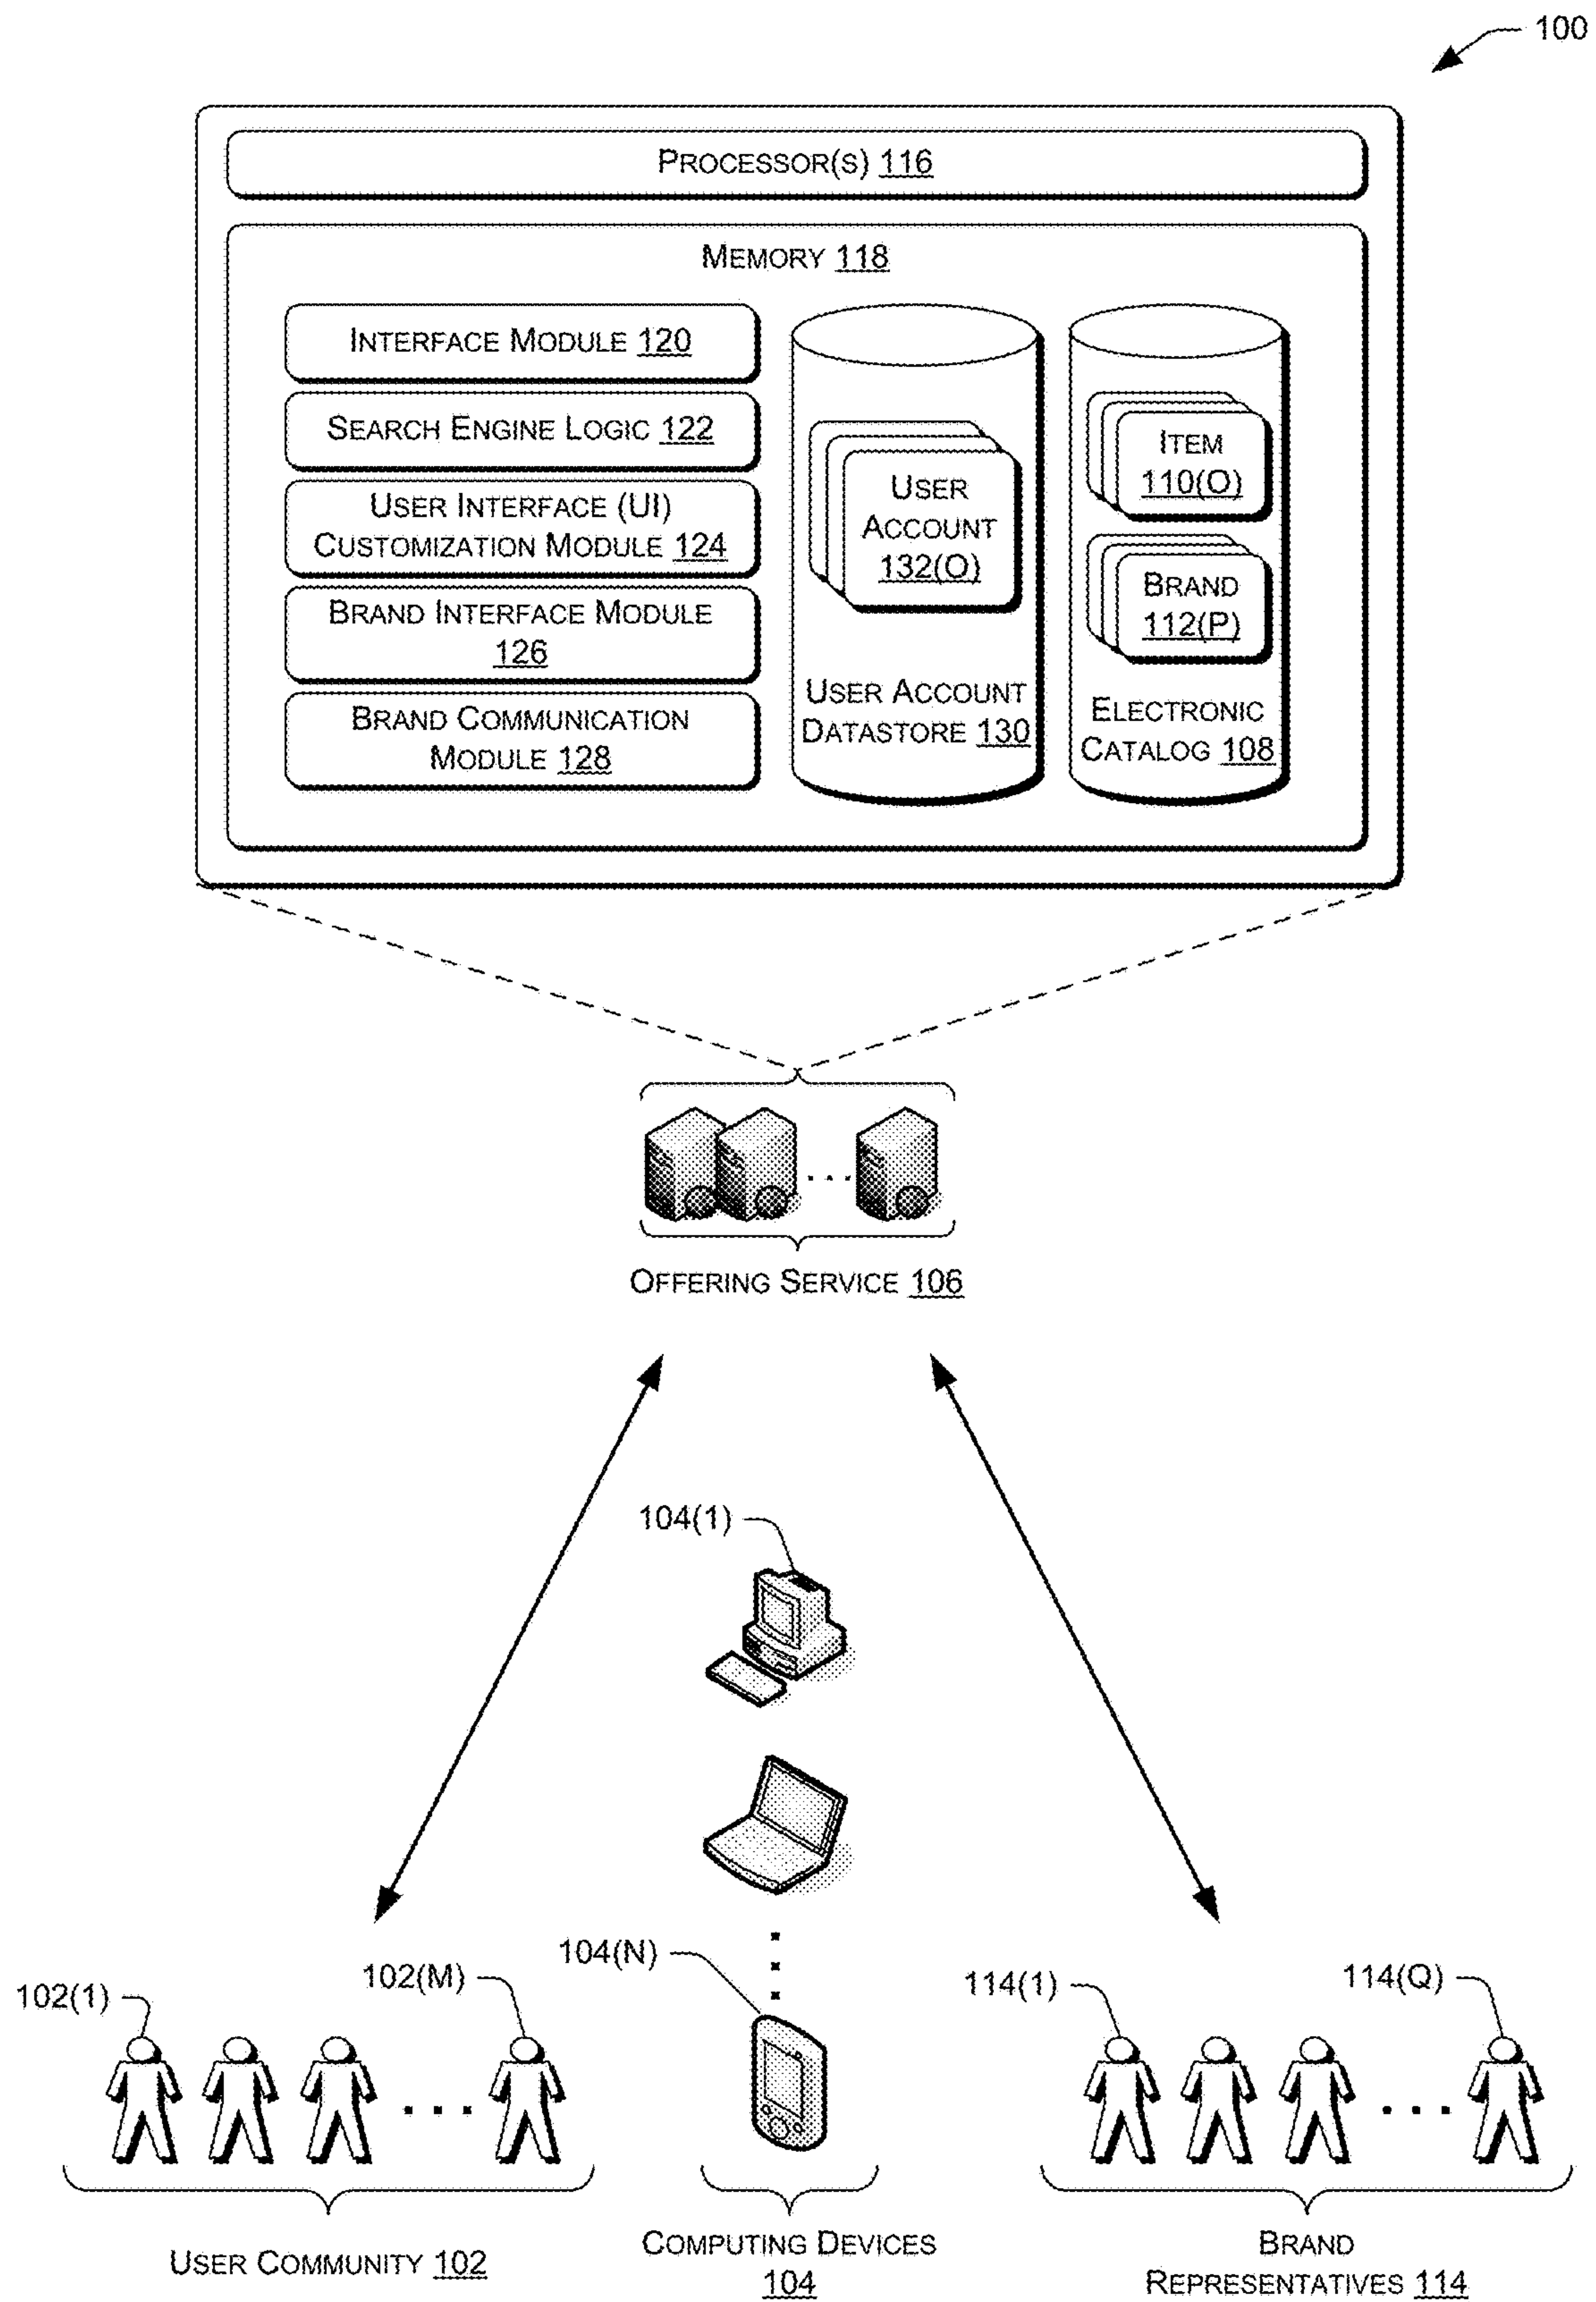 100
PROCESSOR(S) 116
MEMORY 118
INTERFACE MODULE 120
SEARCH ENGINE LOGIC 122
USER INTERFACE (UI)
CUSTOMIZATION MODULE 124
BRAND INTERFACE MODULE
126
BRAND COMMUNICATION
MODULE 128
USER
ACCOUNT
132(O)
USER ACCOUNT
DATASTORE 130
ITEM
110(O)
BRAND
112(P)
ELECTRONIC
CATALOG 108
...
OFFERING SERVICE 106
104(1)
104(N)
102(1)
102(M)
114(1)
114(Q)
...
...
USER COMMUNITY 102
COMPUTING DEVICES
104
BRAND
REPRESENTATIVES 114